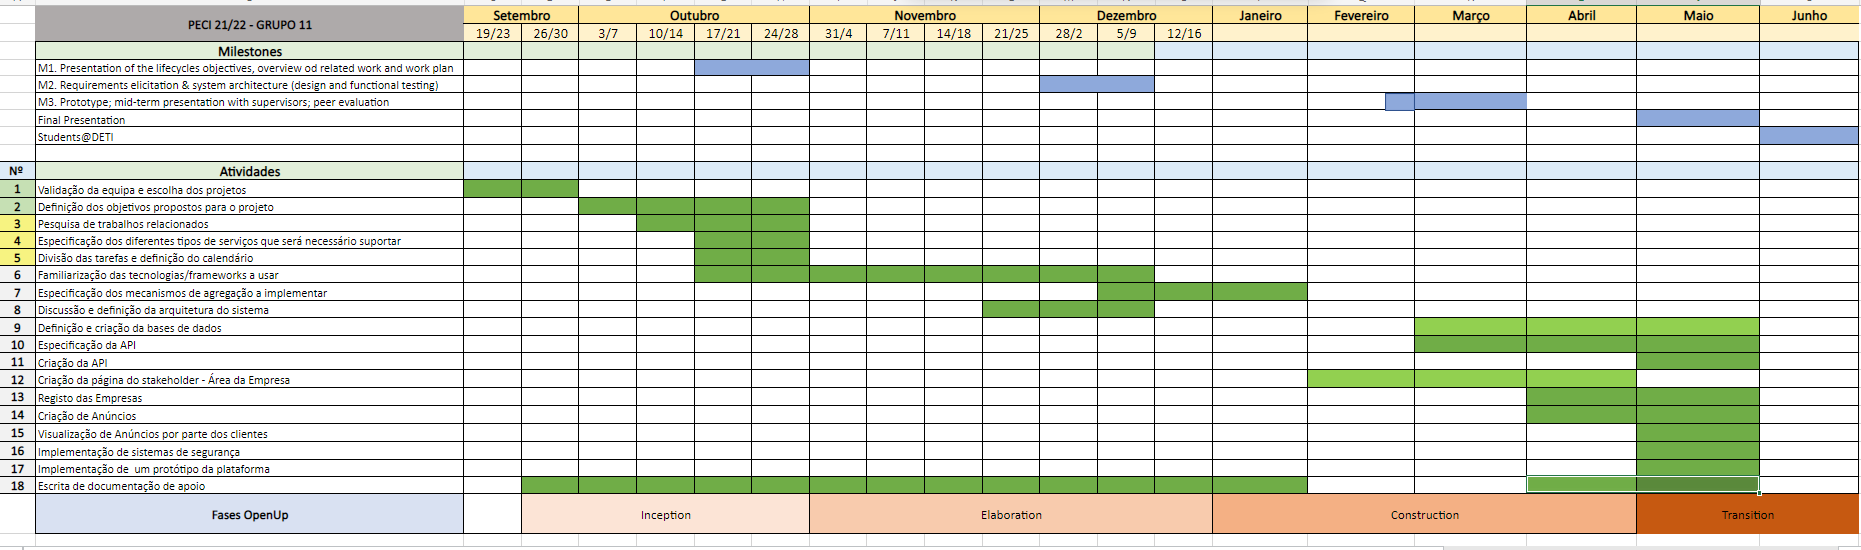 PECI 21/22 - GRUPO 11
Setembro Outubro Novembro Dezembro Janeiro Fevereiro Março Abril Maio Junho
19/23 26/30 3/7 10/14 17/21 24/28 31/4 7/11 14/18 21/25 28/2 5/9 12/16
Milestones
M1. Presentation of the lifecycles objectives, overview od related work and work plan
M2. Requirements elicitation & system architecture (design and functional testing)
M3. Prototype; mid-term presentation with supervisors; peer evaluation
Final Presentation
Students@DETI
Nº Atividades
1 Validação da equipa e escolha dos projetos
2 Definição dos objetivos propostos para o projeto
3 Pesquisa de trabalhos relacionados
4 Especificação dos diferentes tipos de serviços que será necessário suportar
5 Divisão das tarefas e definição do calendário
6 Familiarização das tecnologias/frameworks a usar
7 Especificação dos mecanismos de agregação a implementar
8 Discussão e definição da arquitetura do sistema
9 Definição e criação da bases de dados
10 Especificação da API
11 Criação da API
12 Criação da página do stakeholder - Área da Empresa
13 Registo das Empresas
14 Criação de Anúncios
15 Visualização de Anúncios por parte dos clientes
16 Implementação de sistemas de segurança
17 Implementação de um protótipo da plataforma
18 Escrita de documentação de apoio
Fases OpenUp Inception Elaboration Construction Transition